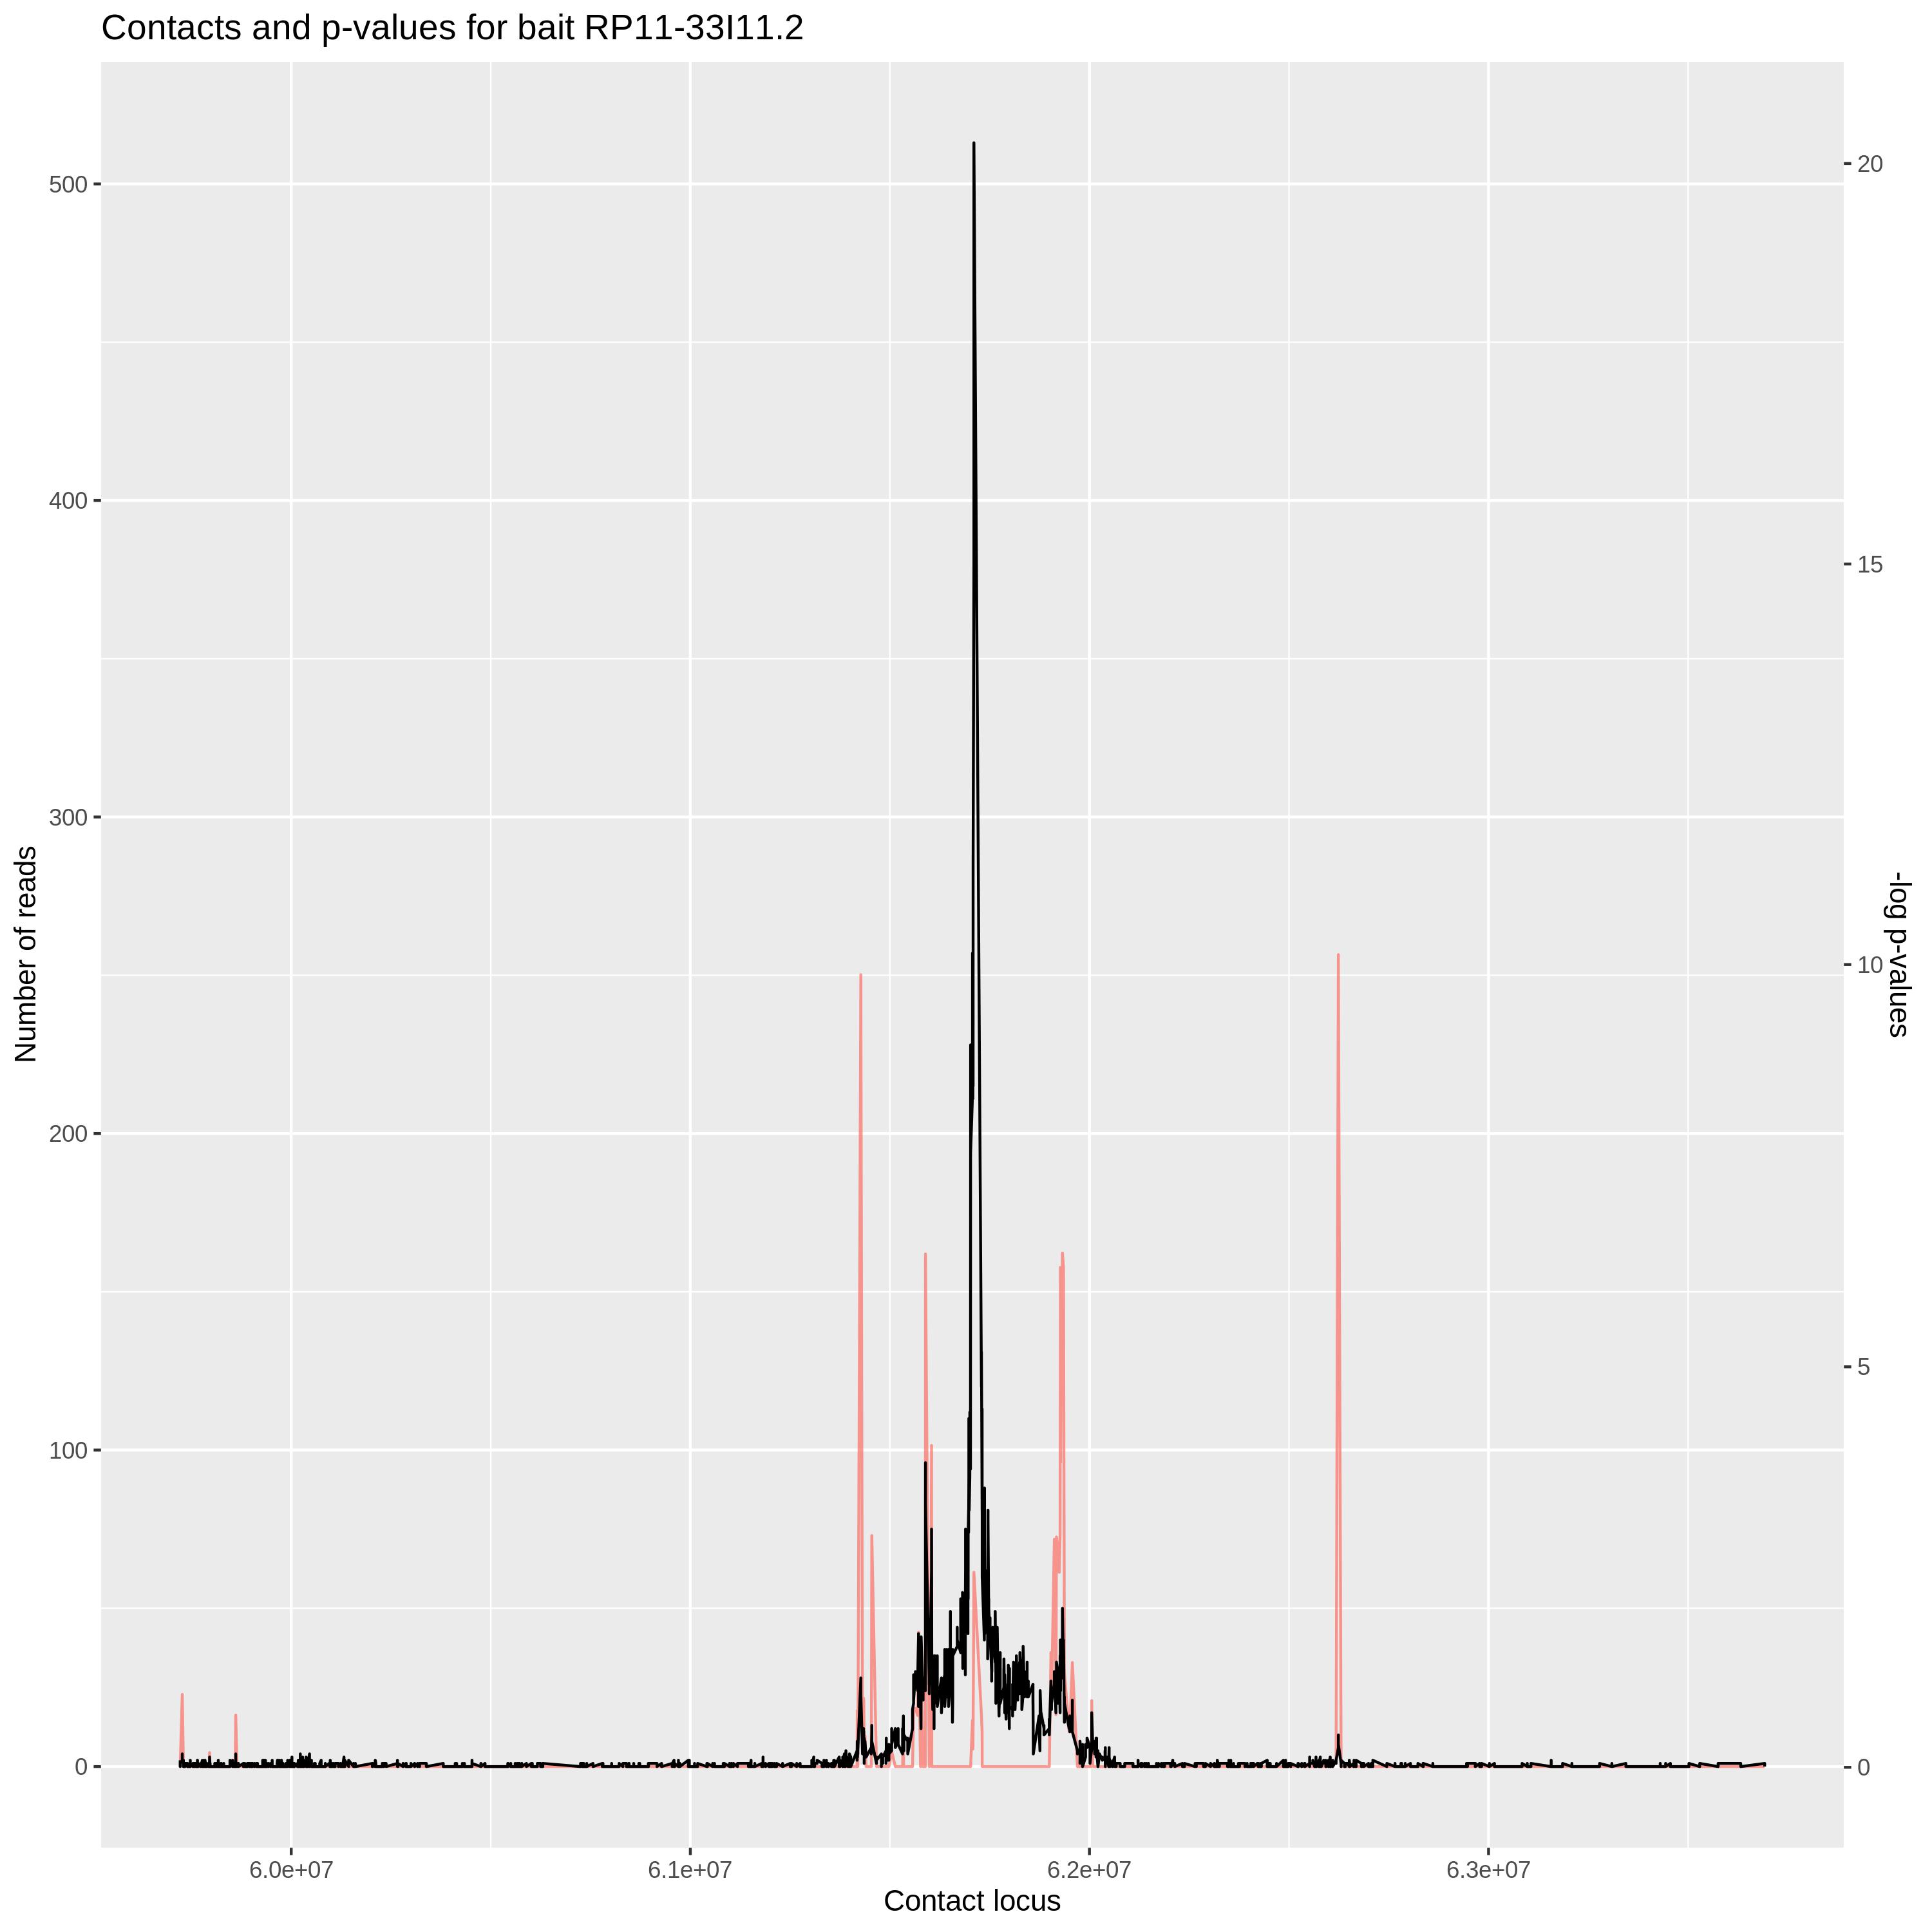 Contacts and p-values for bait RP11-33I11.2
500
400
300
200
100
0
Number of reads
20
15
10
5
0
-log p-values
6.0e+07
6.1e+07
6.2e+07
6.3e+07
Contact locus